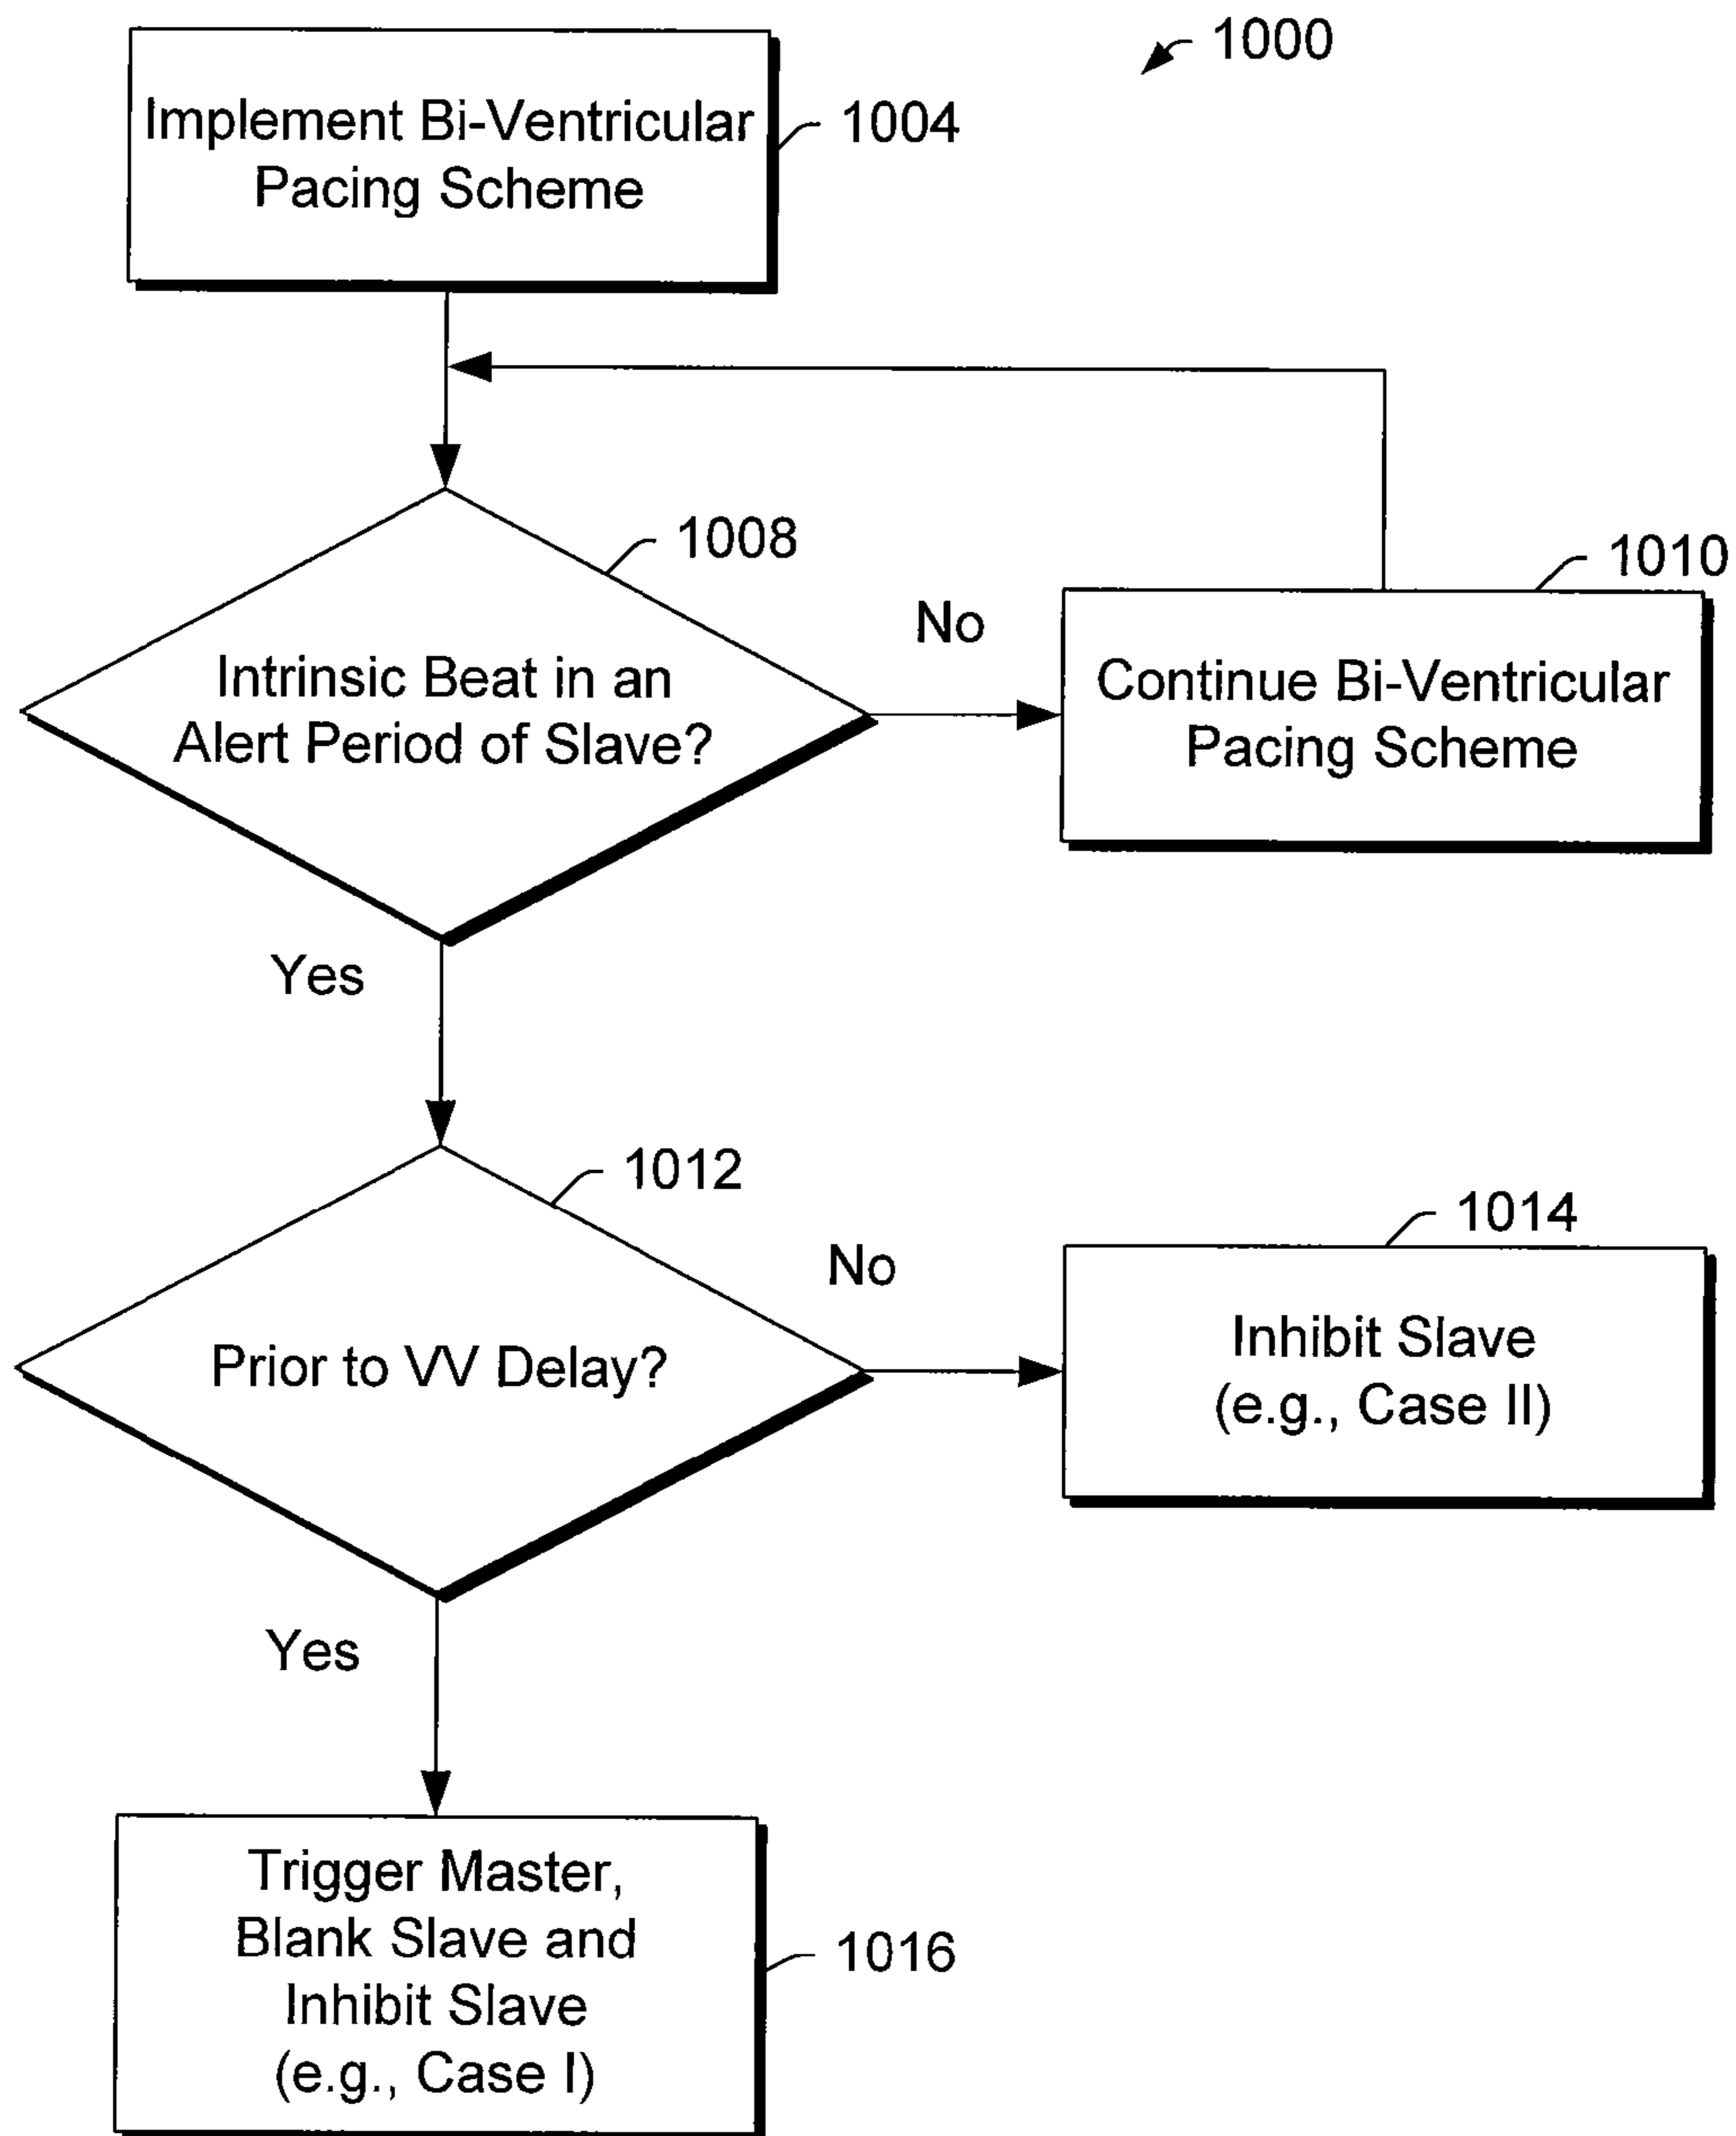 1000
Implement Bi-Ventricular
Pacing Scheme
1004
1008
Intrinsic Beat in an
Alert Period of Slave?
No
1010
Continue Bi-Ventricular
Pacing Scheme
Yes
1012
Prior to VV Delay?
No
1014
Inhibit Slave
(e.g., Case II)
Yes
Trigger Master,
Blank Slave and
Inhibit Slave
(e.g., Case I)
1016